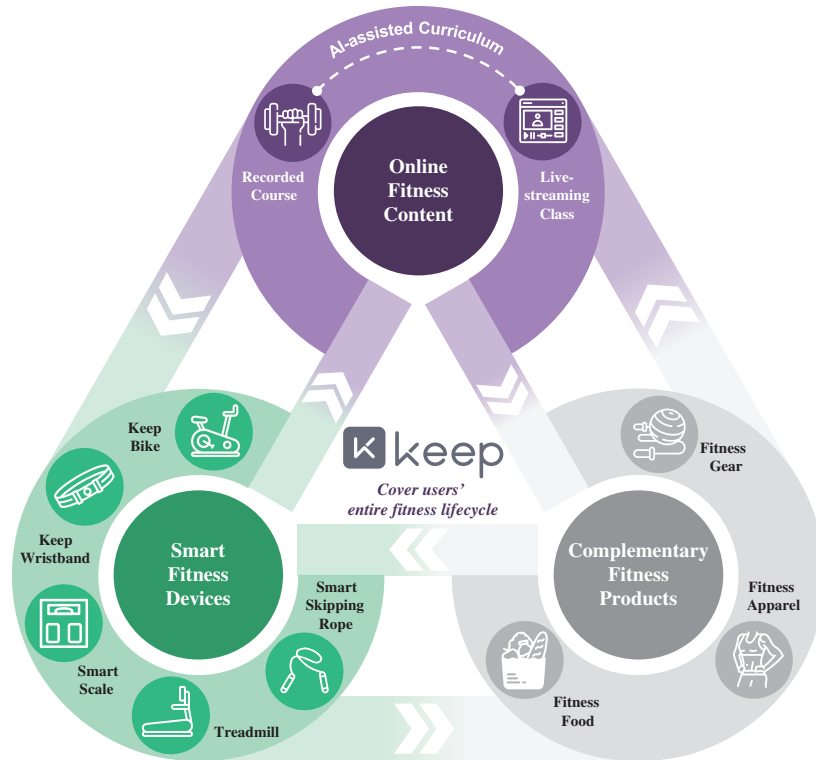 AI-assisted Curriculum
Recorded
Course
Online
Fitness
Content
Live-
streaming
Class
Keep
Bike
Keep
Wristband
Smart
Fitness
Devices
Smart
Scale
Treadmill
Smart
Skipping
Rope
keep
Cover users’
entire fitness lifecycle
Fitness
Gear
Complementary
Fitness
Products
Fitness
Apparel
Fitness
Food